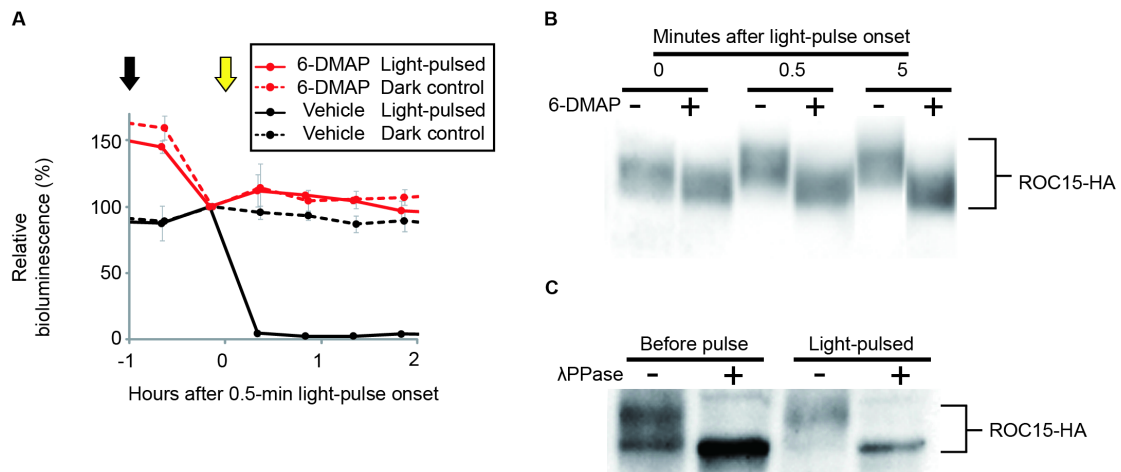 A
6-DMAP Light-pulsed
6-DMAP Dark control
Vehicle Light-pulsed
Vehicle Dark control
150
100
50
0
Relative
bioluminescence (%)
-1 0 1 2
Hours after 0.5-min light-pulse onset
B
Minutes after light-pulse onset
0 0.5 5
6-DMAP - + - + - +
ROC15-HA
C
Before pulse Light-pulsed
λPPase - + - +
ROC15-HA